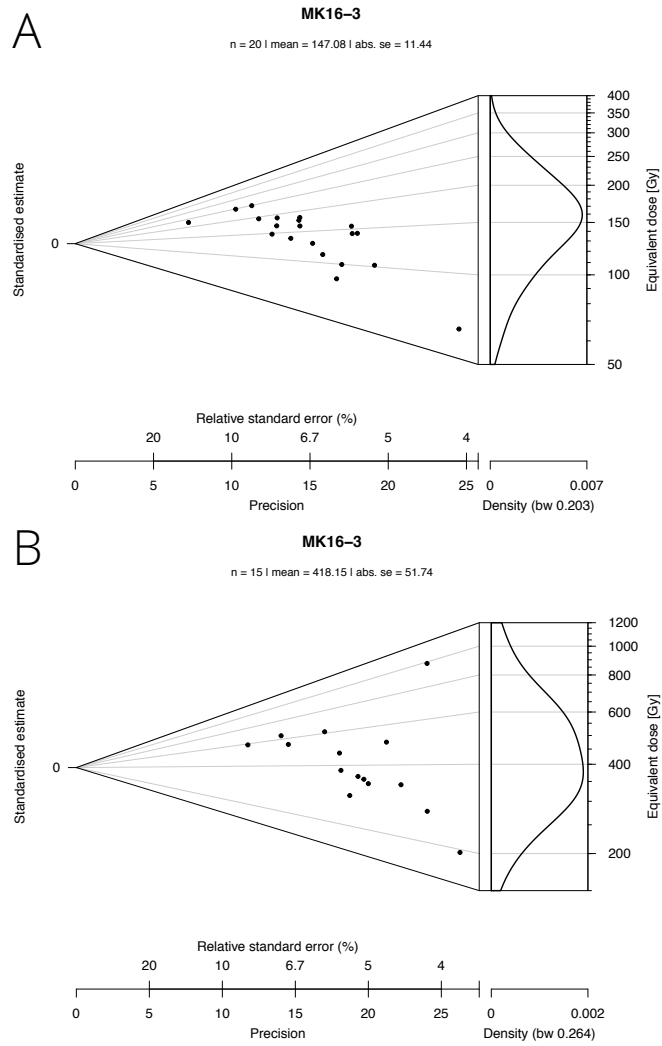 A
MK16–3
n = 20 | mean = 147.08 | abs. se = 11.44
Standardised estimate
0
400
350
300
250
200
150
100
50
Equivalent dose [Gy]
Relative standard error (%)
20 10 6.7 5 4
0 5 10 15 20 25
Precision
0 0.007
Density (bw 0.203)
B
MK16–3
n = 15 | mean = 418.15 | abs. se = 51.74
Standardised estimate
0
1200
1000
800
600
400
200
Equivalent dose [Gy]
Relative standard error (%)
20 10 6.7 5 4
0 5 10 15 20 25
Precision
0 0.002
Density (bw 0.264)